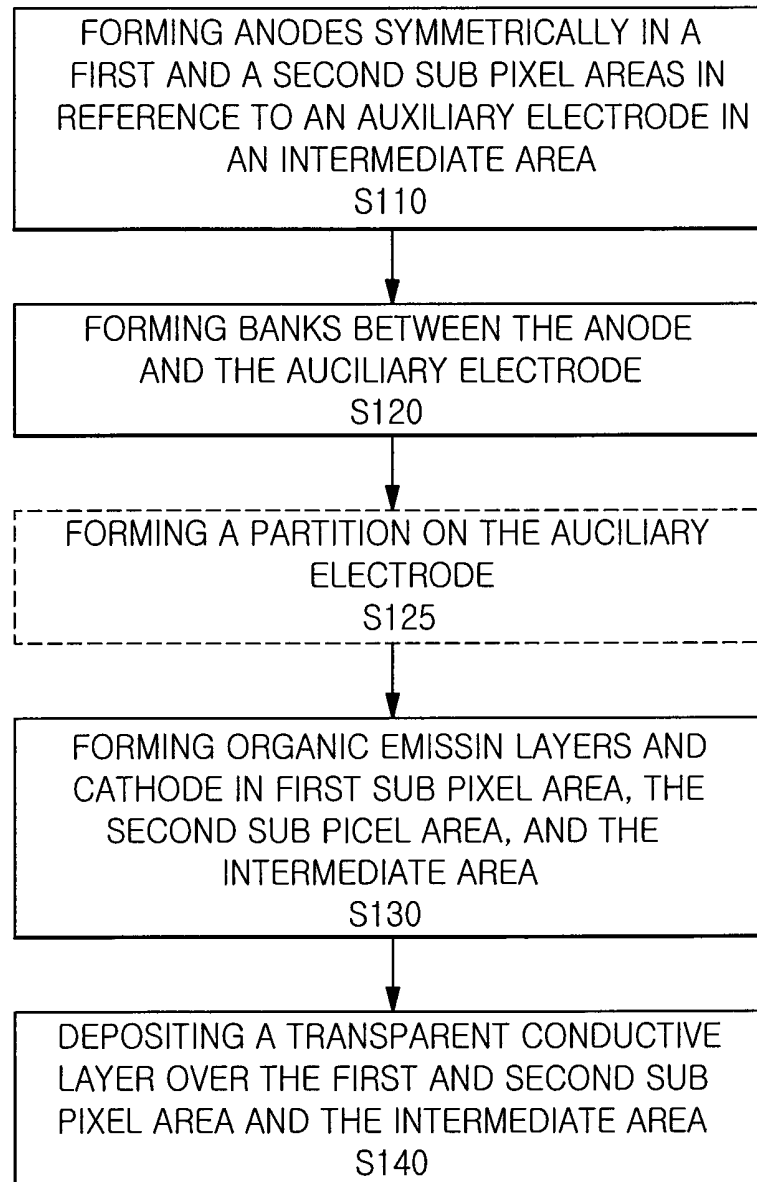 FORMING ANODES SYMMETRICALLY IN A
FIRST AND A SECOND SUB PIXEL AREAS IN
REFERENCE TO AN AUXILIARY ELECTRODE IN
AN INTERMEDIATE AREA
S110
FORMING BANKS BETWEEN THE ANODE
AND THE AUCILIARY ELECTRODE
S120
FORMING A PARTITION ON THE AUCILIARY
ELECTRODE
S125
FORMING ORGANIC EMISSIN LAYERS AND
CATHODE IN FIRST SUB PIXEL AREA, THE
SECOND SUB PICEL AREA, AND THE
INTERMEDIATE AREA
S130
DEPOSITING A TRANSPARENT CONDUCTIVE
LAYER OVER THE FIRST AND SECOND SUB
PIXEL AREA AND THE INTERMEDIATE AREA
S140